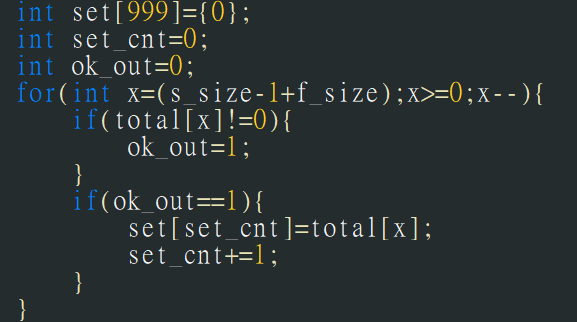 int set[999]={0};
int set_cnt=0;
int ok_out=0;
for(int x=(s_size-1+f_size);x>=0;x--){
    if(total[x]!=0){
        ok_out=1;
    }
    if(ok_out==1){
        set[set_cnt]=total[x];
        set_cnt+=1;
    }
}